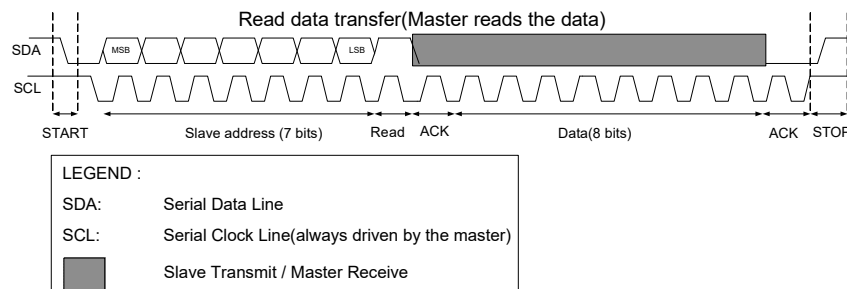 Read data transfer(Master reads the data)
SDA MSB LSB
SCL
START Slave address (7 bits) Read ACK Data(8 bits) ACK STOP
LEGEND :
SDA: Serial Data Line
SCL: Serial Clock Line(always driven by the master)
Slave Transmit / Master Receive